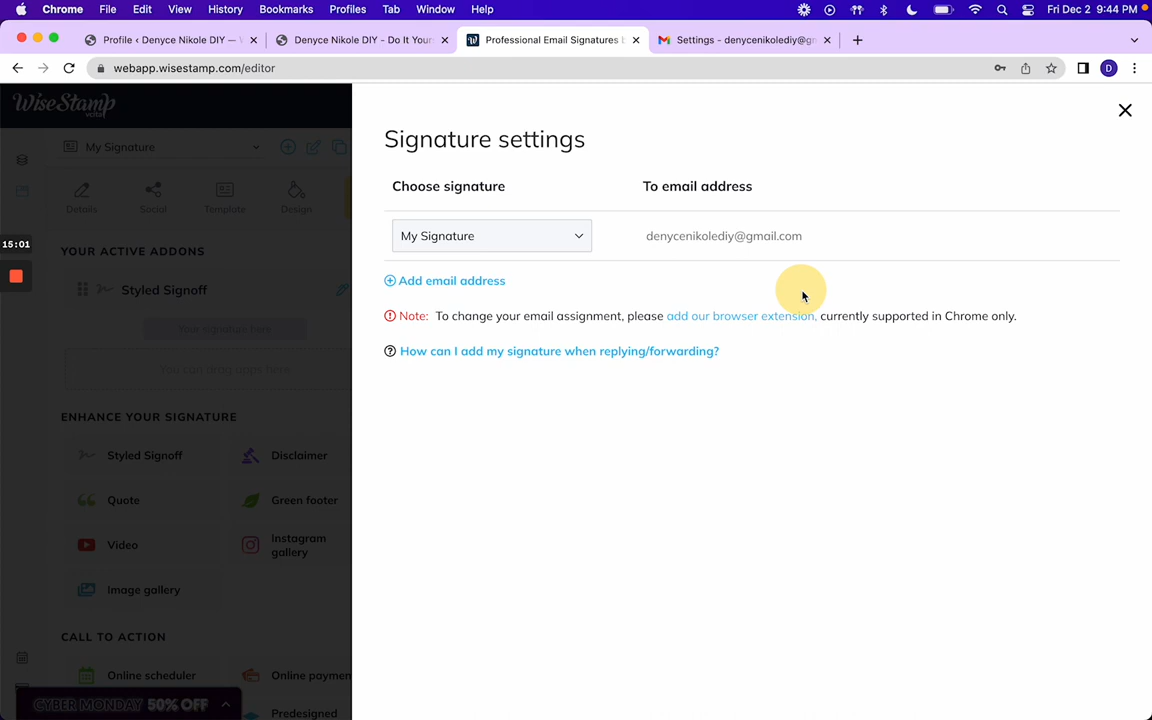 Chrome File Edit View History Bookmarks Profiles Tab Window Help Fri Dec 2 9:44 PM
Profile ‹ Denyce Nikole DIY — Denyce Nikole DIY - Do It Your Professional Email Signatures Settings - denycenikolediy@g
webapp.wisestamp.com/editor D
WiseStamp
Signature settings
My Signature
Choose signature To email address
Details Social Template Design
My Signature denycenikolediy@gmail.com
15:01
YOUR ACTIVE ADDONS
Add email address
Styled Signoff
Note: To change your email assignment, please add our browser extension, currently supported in Chrome only.
Your signature here
How can I add my signature when replying/forwarding?
You can drag apps here
ENHANCE YOUR SIGNATURE
Styled Signoff Disclaimer
Quote Green footer
Video Instagram
gallery
Image gallery
CALL TO ACTION
Online scheduler Online paymen
CYBER MONDAY 50% OFF
Predesigned